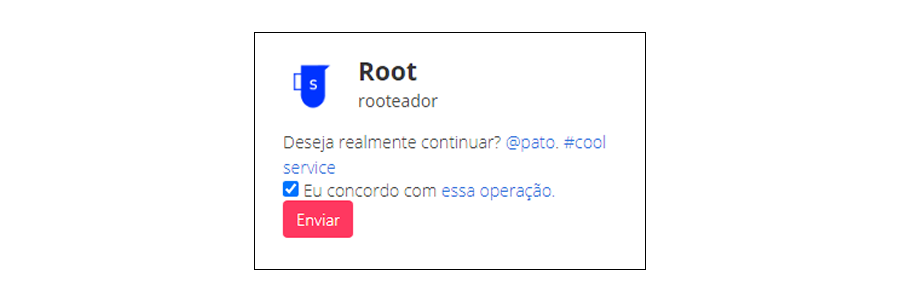 S
Root
rooteador
Deseja realmente continuar? @pato. #cool
service
Eu concordo com essa operação.
Enviar